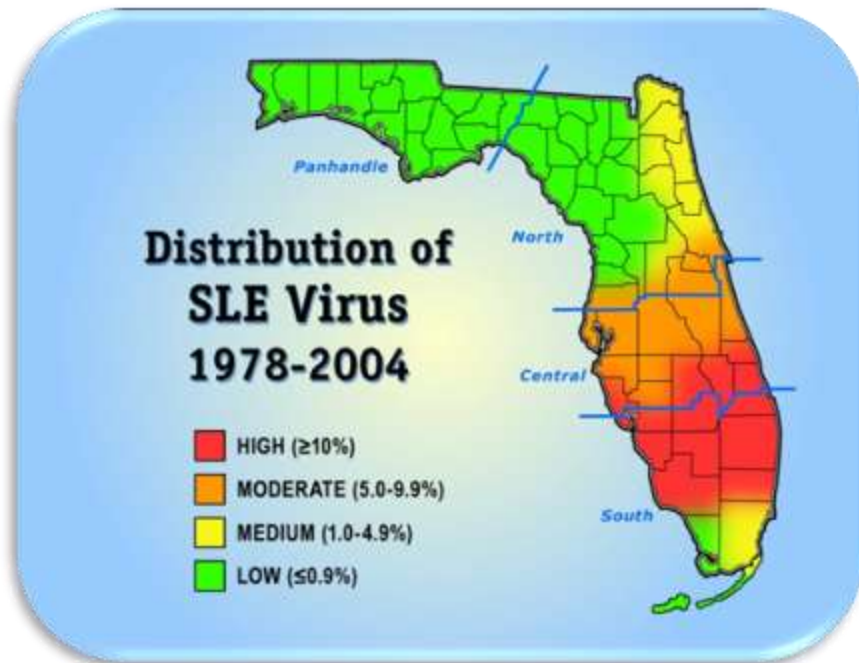 Panhandle
Distribution of
SLE Virus
1978-2004
North
Central
South
HIGH (≥10%)
MODERATE (5.0-9.9%)
MEDIUM (1.0-4.9%)
LOW (≤0.9%)